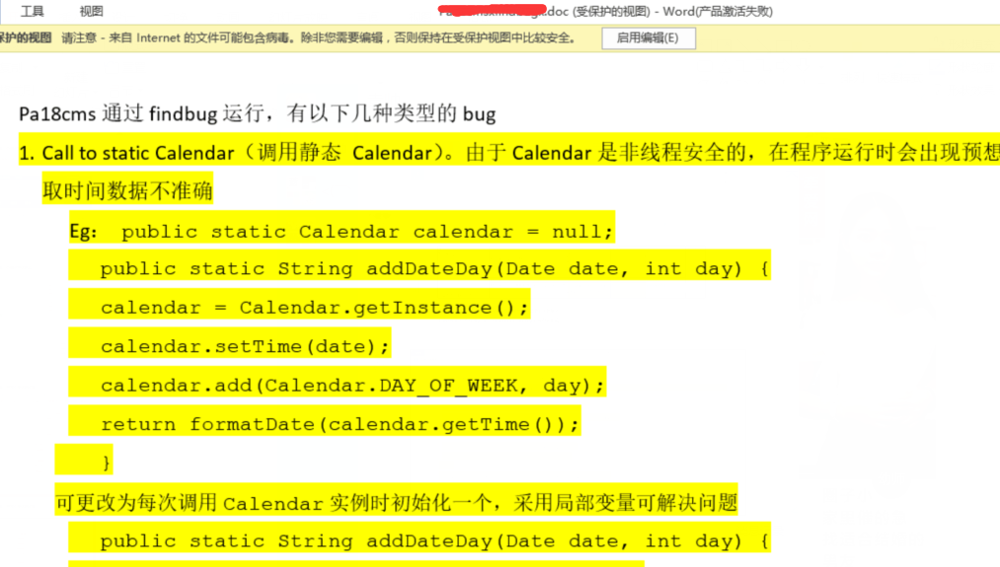 工具 视图
.doc (受保护的视图) - Word(产品激活失败)
保护的视图 请注意 - 来自 Internet 的文件可能包含病毒。除非您需要编辑，否则保持在受保护视图中比较安全。 启用编辑(E)
Pa18cms 通过 findbug 运行，有以下几种类型的 bug
1. Call to static Calendar（调用静态 Calendar）。由于 Calendar 是非线程安全的，在程序运行时会出现预想
取时间数据不准确
Eg: public static Calendar calendar = null;
public static String addDateDay(Date date, int day) {
calendar = Calendar.getInstance();
calendar.setTime(date);
calendar.add(Calendar.DAY_OF_WEEK, day);
return formatDate(calendar.getTime());
}
可更改为每次调用 Calendar 实例时初始化一个，采用局部变量可解决问题
public static String addDateDay(Date date, int day) {